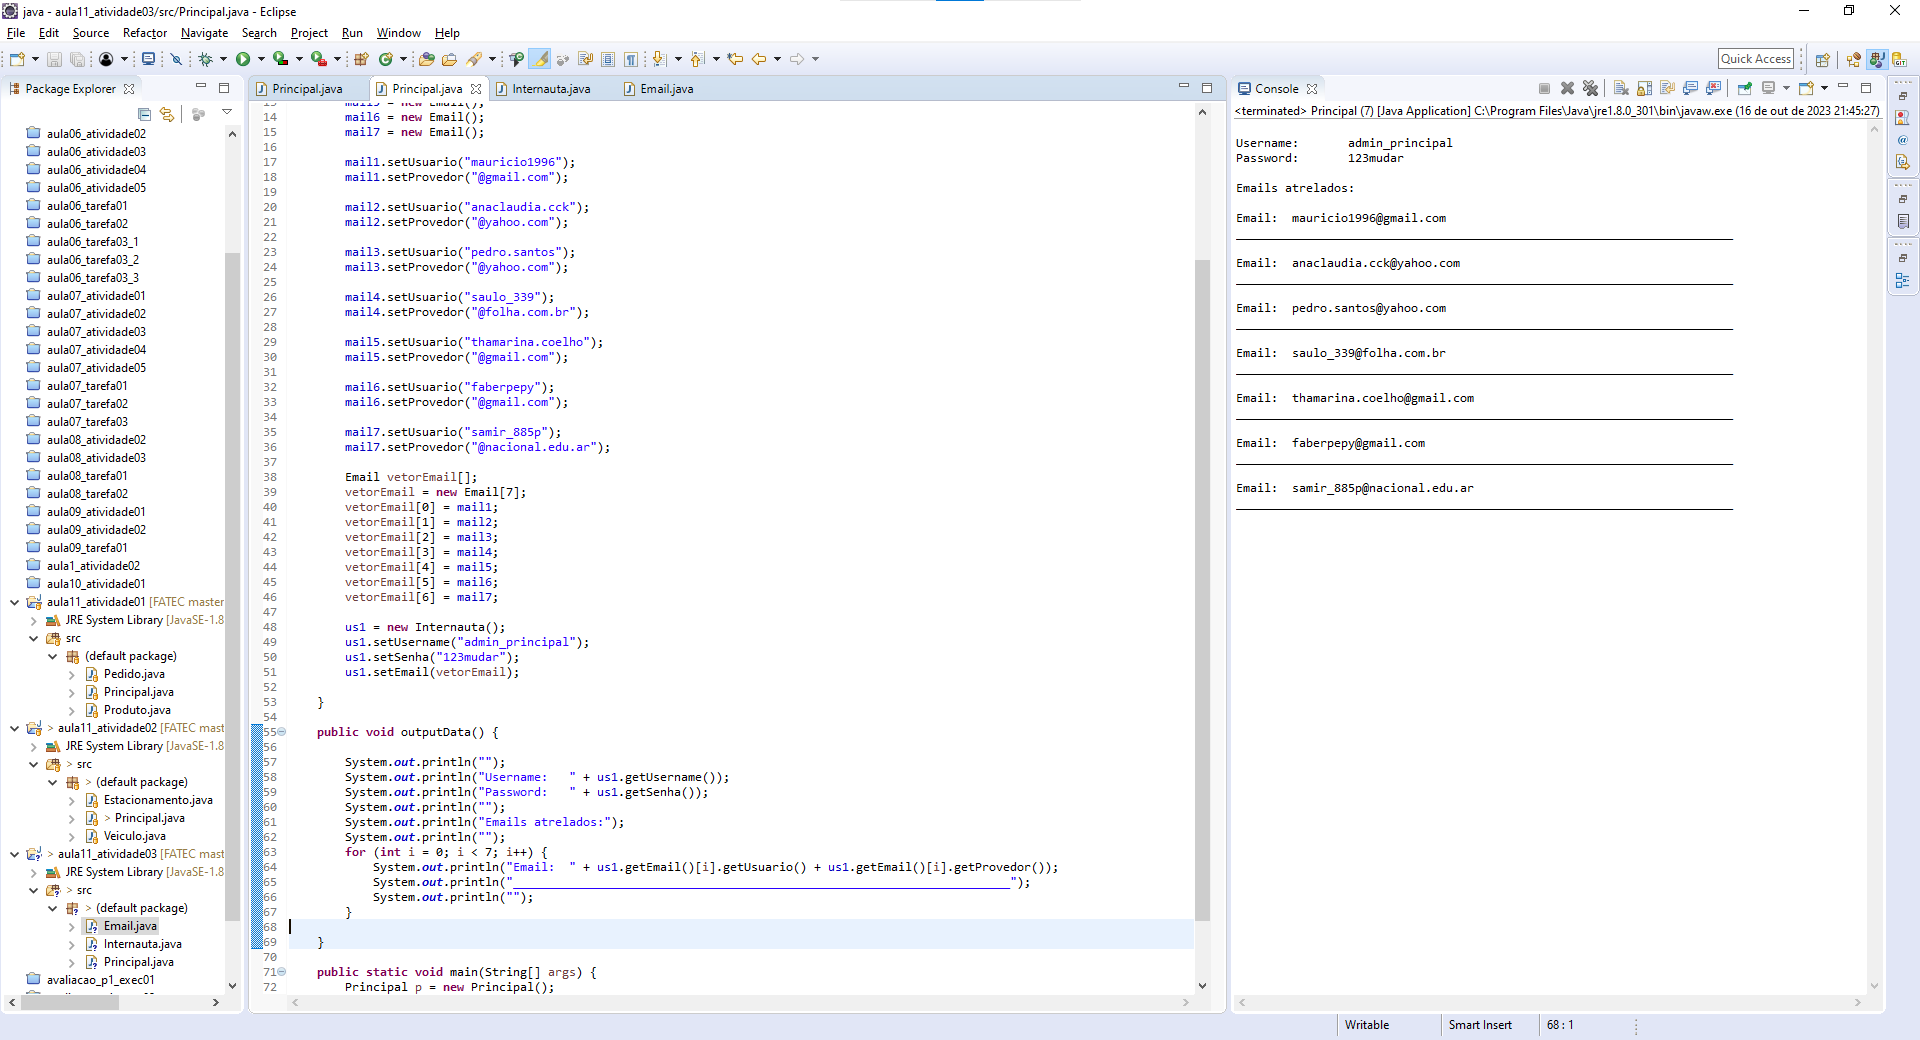 java - aula11_atividade03/src/Principal.java - Eclipse
File Edit Source Refactor Navigate Search Project Run Window Help
Quick Access
Package Explorer
aula06_atividade02
aula06_atividade03
aula06_atividade04
aula06_atividade05
aula06_tarefa01
aula06_tarefa02
aula06_tarefa03_1
aula06_tarefa03_2
aula06_tarefa03_3
aula07_atividade01
aula07_atividade02
aula07_atividade03
aula07_atividade04
aula07_atividade05
aula07_tarefa01
aula07_tarefa02
aula07_tarefa03
aula08_atividade02
aula08_atividade03
aula08_tarefa01
aula08_tarefa02
aula09_atividade01
aula09_atividade02
aula09_tarefa01
aula1_atividade02
aula10_atividade01
aula11_atividade01 [FATEC master
JRE System Library [JavaSE-1.8
src
(default package)
Pedido.java
Principal.java
Produto.java
> aula11_atividade02 [FATEC mast
JRE System Library [JavaSE-1.8
> src
> (default package)
Estacionamento.java
> Principal.java
Veiculo.java
> aula11_atividade03 [FATEC mast
JRE System Library [JavaSE-1.8
> src
> (default package)
Email.java
Internauta.java
Principal.java
avaliacao_p1_exec01
Principal.java Principal.java Internauta.java Email.java
13 mail5 = new Email();
14 mail6 = new Email();
15 mail7 = new Email();
16
17 mail1.setUsuario("mauricio1996");
18 mail1.setProvedor("@gmail.com");
19
20 mail2.setUsuario("anaclaudia.cck");
21 mail2.setProvedor("@yahoo.com");
22
23 mail3.setUsuario("pedro.santos");
24 mail3.setProvedor("@yahoo.com");
25
26 mail4.setUsuario("saulo_339");
27 mail4.setProvedor("@folha.com.br");
28
29 mail5.setUsuario("thamarina.coelho");
30 mail5.setProvedor("@gmail.com");
31
32 mail6.setUsuario("faberpepy");
33 mail6.setProvedor("@gmail.com");
34
35 mail7.setUsuario("samir_885p");
36 mail7.setProvedor("@nacional.edu.ar");
37
38 Email vetorEmail[];
39 vetorEmail = new Email[7];
40 vetorEmail[0] = mail1;
41 vetorEmail[1] = mail2;
42 vetorEmail[2] = mail3;
43 vetorEmail[3] = mail4;
44 vetorEmail[4] = mail5;
45 vetorEmail[5] = mail6;
46 vetorEmail[6] = mail7;
47
48 us1 = new Internauta();
49 us1.setUsername("admin_principal");
50 us1.setSenha("123mudar");
51 us1.setEmail(vetorEmail);
52
53 }
54
55 public void outputData() {
56
57 System.out.println("");
58 System.out.println("Username:   " + us1.getUsername());
59 System.out.println("Password:   " + us1.getSenha());
60 System.out.println("");
61 System.out.println("Emails atrelados:");
62 System.out.println("");
63 for (int i = 0; i < 7; i++) {
64 System.out.println("Email:  " + us1.getEmail()[i].getUsuario() + us1.getEmail()[i].getProvedor());
65 System.out.println("_______________________________________________________________________");
66 System.out.println("");
67 }
68
69 }
70
71 public static void main(String[] args) {
72 Principal p = new Principal();
Console
<terminated> Principal (7) [Java Application] C:\Program Files\Java\jre1.8.0_301\bin\javaw.exe (16 de out de 2023 21:45:27)
Username: admin_principal
Password: 123mudar
Emails atrelados:
Email: mauricio1996@gmail.com
Email: anaclaudia.cck@yahoo.com
Email: pedro.santos@yahoo.com
Email: saulo_339@folha.com.br
Email: thamarina.coelho@gmail.com
Email: faberpepy@gmail.com
Email: samir_885p@nacional.edu.ar
Writable Smart Insert 68 : 1